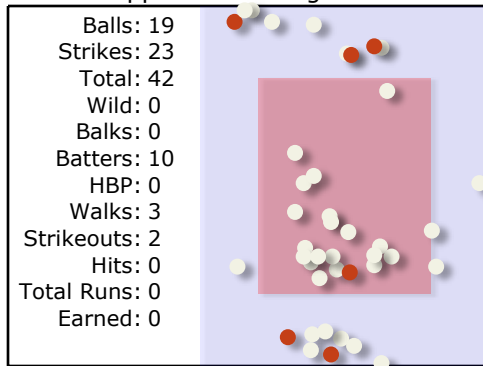 Balls: 19
Strikes: 23
Total: 42
Wild: 0
Balks: 0
Batters: 10
HBP: 0
Walks: 3
Strikeouts: 2
Hits: 0
Total Runs: 0
Earned: 0